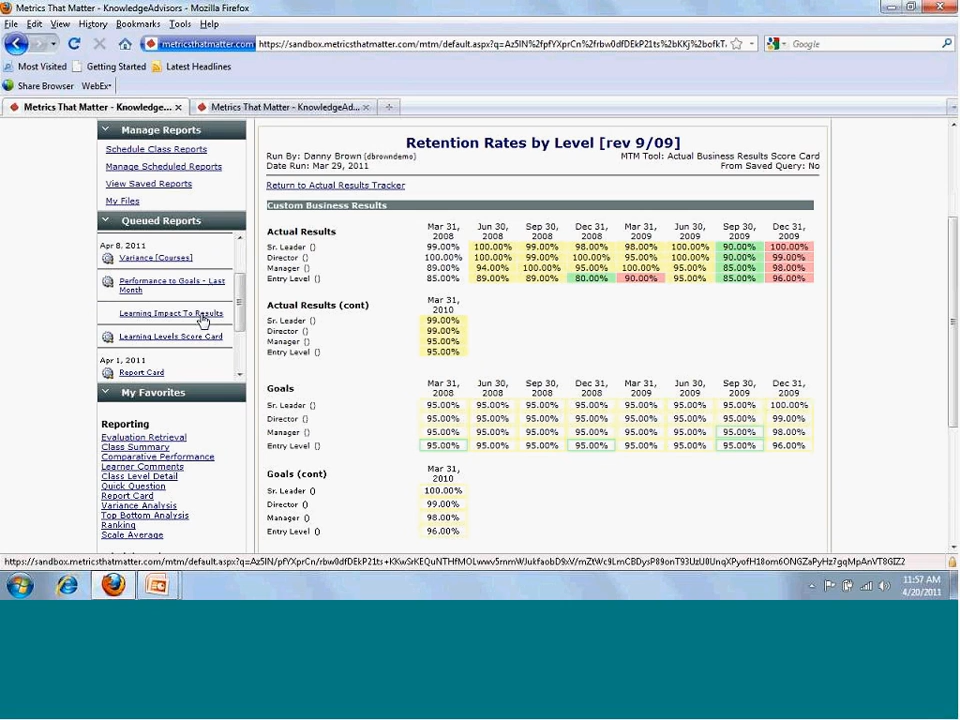 Metrics That Matter - KnowledgeAdvisors - Mozilla Firefox
File Edit View History Bookmarks Tools Help
metricsthatmatter.com
Google
Most Visited Getting Started Latest Headlines
Share Browser WebEx
Metrics That Matter - Knowledge... × Metrics That Matter - KnowledgeAd... ×
Manage Reports
Schedule Class Reports
Manage Scheduled Reports
View Saved Reports
My Files
Queued Reports
Apr 8, 2011
Variance [Courses]
Performance to Goals - Last
Month
Learning Impact To Results
Learning Levels Score Card
Apr 1, 2011
Report Card
My Favorites
Reporting
Evaluation Retrieval
Class Summary
Comparative Performance
Learner Comments
Class Level Detail
Quick Question
Report Card
Variance Analysis
Top Bottom Analysis
Ranking
Scale Average
Retention Rates by Level [rev 9/09]
Run By: Danny Brown (dbrowndemo) MTM Tool: Actual Business Results Score Card
Date Run: Mar 29, 2011 From Saved Query: No
Return to Actual Results Tracker
Custom Business Results
Actual Results Mar 31, 2008 Jun 30, 2008 Sep 30, 2008 Dec 31, 2008 Mar 31, 2009 Jun 30, 2009 Sep 30, 2009 Dec 31, 2009
Sr. Leader () 99.00% 100.00% 99.00% 98.00% 98.00% 100.00% 90.00% 100.00%
Director () 100.00% 100.00% 99.00% 100.00% 95.00% 100.00% 90.00% 99.00%
Manager () 89.00% 94.00% 100.00% 95.00% 100.00% 95.00% 85.00% 98.00%
Entry Level () 85.00% 89.00% 89.00% 80.00% 90.00% 95.00% 85.00% 96.00%
Actual Results (cont) Mar 31, 2010
Sr. Leader () 99.00%
Director () 99.00%
Manager () 95.00%
Entry Level () 95.00%
Goals Mar 31, 2008 Jun 30, 2008 Sep 30, 2008 Dec 31, 2008 Mar 31, 2009 Jun 30, 2009 Sep 30, 2009 Dec 31, 2009
Sr. Leader () 95.00% 95.00% 95.00% 95.00% 95.00% 95.00% 95.00% 100.00%
Director () 95.00% 95.00% 95.00% 95.00% 95.00% 95.00% 95.00% 99.00%
Manager () 95.00% 95.00% 95.00% 95.00% 95.00% 95.00% 95.00% 98.00%
Entry Level () 95.00% 95.00% 95.00% 95.00% 95.00% 95.00% 95.00% 96.00%
Goals (cont) Mar 31, 2010
Sr. Leader () 100.00%
Director () 99.00%
Manager () 98.00%
Entry Level () 96.00%
11:57 AM
4/20/2011